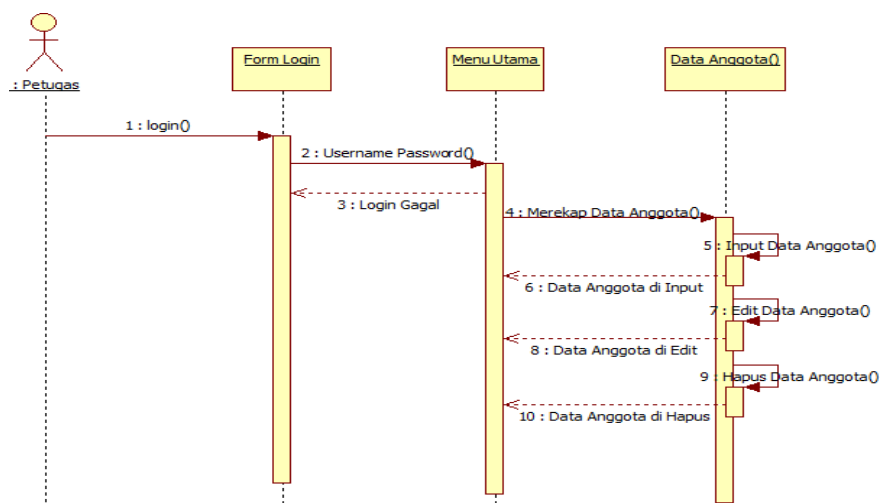 : Petugas
Form Login
Menu Utama
Data Anggota()
1 : login()
2 : Username Password()
3 : Login Gagal
4 : Merekap Data Anggota()
5 : Input Data Anggota()
6 : Data Anggota di Input
7 : Edit Data Anggota()
8 : Data Anggota di Edit
9 : Hapus Data Anggota()
10 : Data Anggota di Hapus